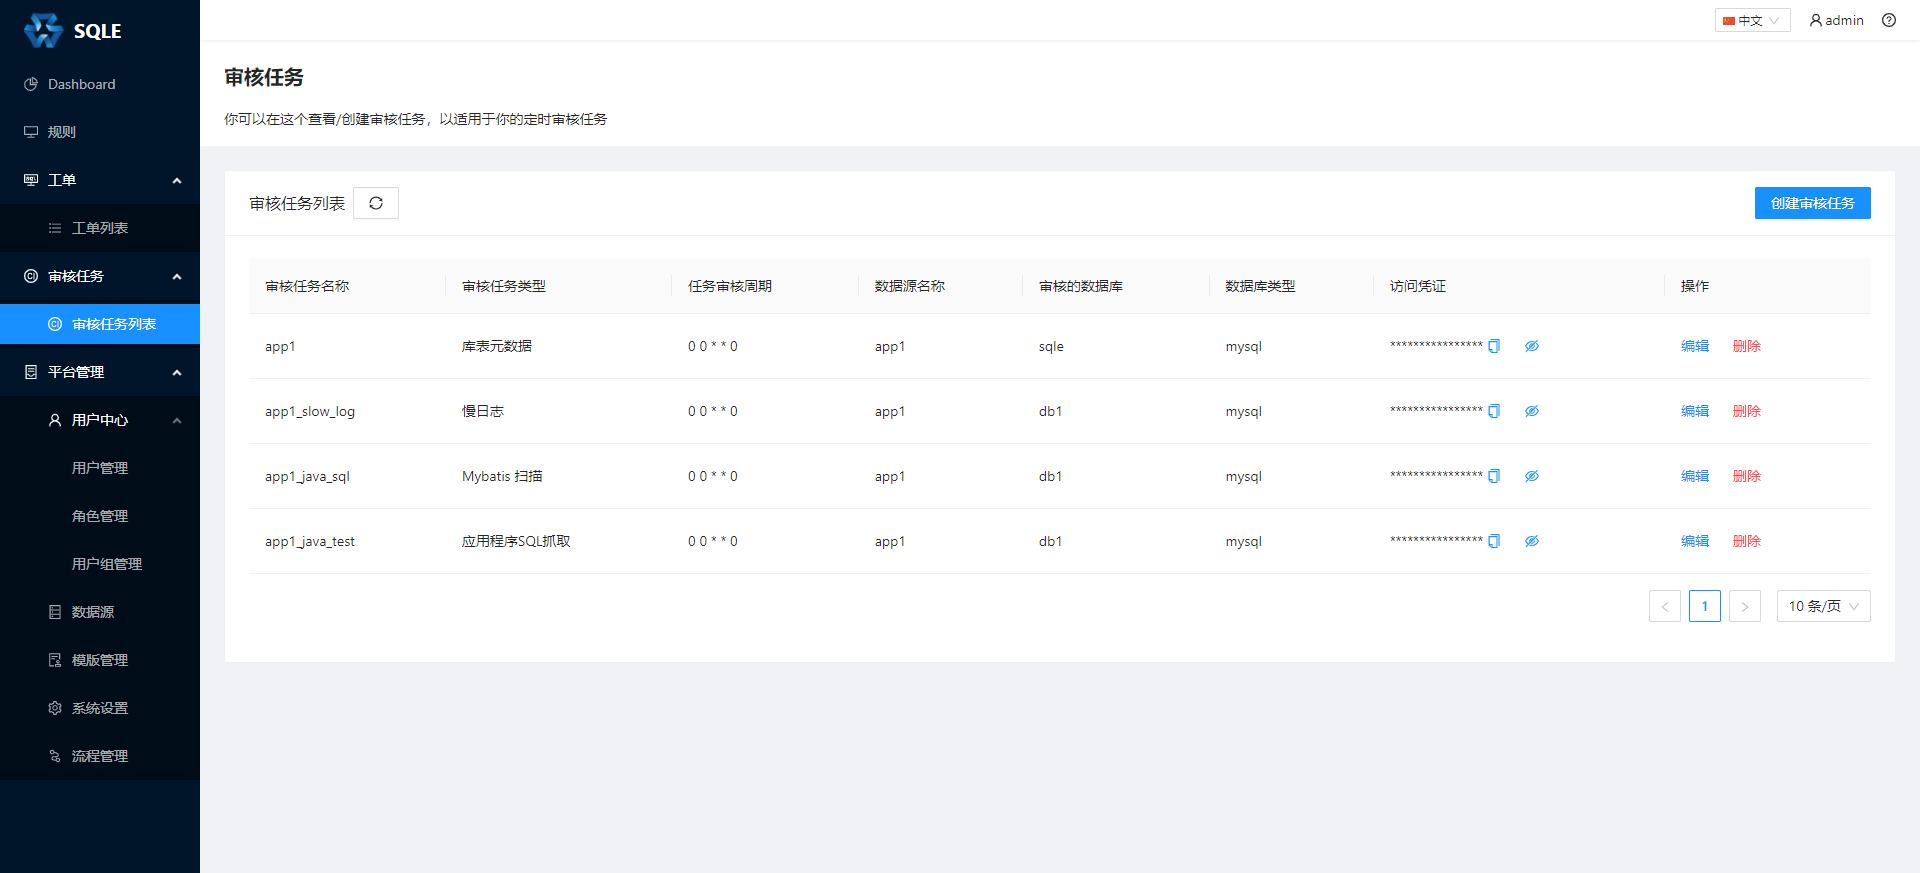 SQLE
Dashboard
规则
工单
工单列表
审核任务
审核任务列表
平台管理
用户中心
用户管理
角色管理
用户组管理
数据源
模版管理
系统设置
流程管理
中文 admin
审核任务
你可以在这个查看/创建审核任务，以适用于你的定时审核任务
审核任务列表 创建审核任务
审核任务名称 审核任务类型 任务审核周期 数据源名称 审核的数据库 数据库类型 访问凭证 操作
app1 库表元数据 0 0 * * 0 app1 sqle mysql **************** 编辑 删除
app1_slow_log 慢日志 0 0 * * 0 app1 db1 mysql **************** 编辑 删除
app1_java_sql Mybatis 扫描 0 0 * * 0 app1 db1 mysql **************** 编辑 删除
app1_java_test 应用程序SQL抓取 0 0 * * 0 app1 db1 mysql **************** 编辑 删除
< 1 > 10 条/页